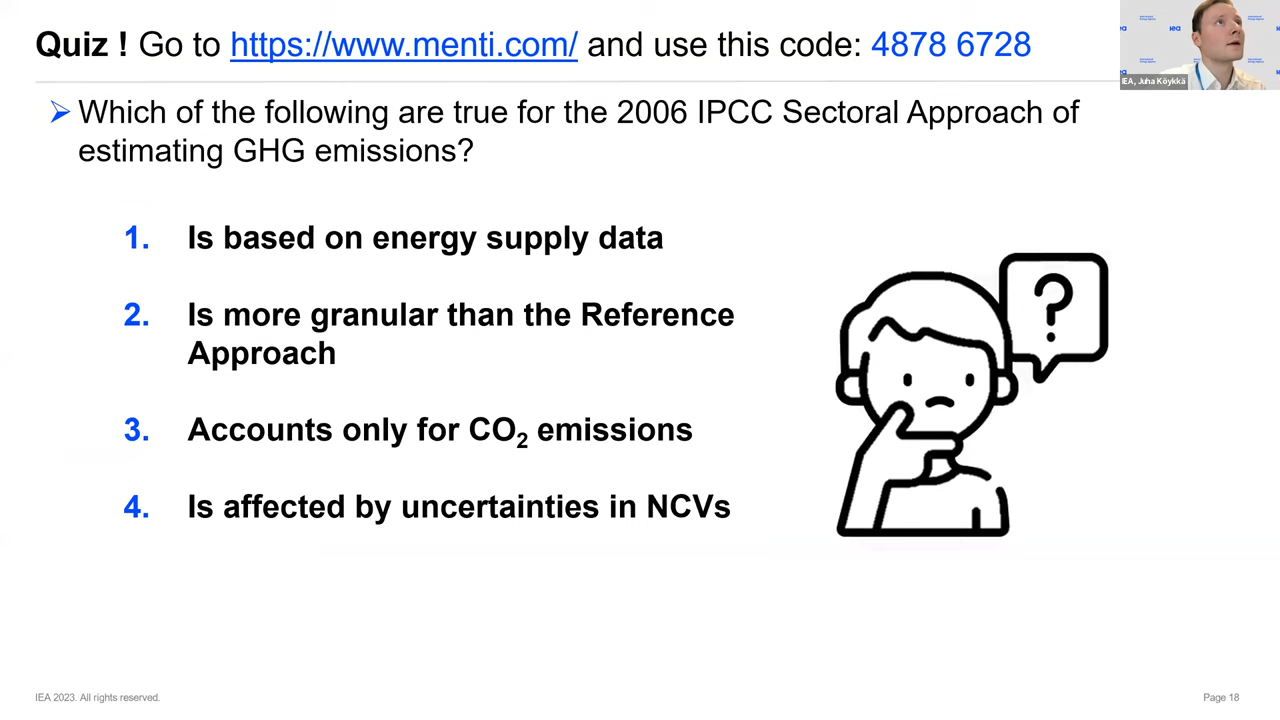 Quiz ! Go to https://www.menti.com/ and use this code: 4878 6728
iea
IEA, Juha Köykkä
➢ Which of the following are true for the 2006 IPCC Sectoral Approach of
estimating GHG emissions?
1. Is based on energy supply data
2. Is more granular than the Reference
Approach
3. Accounts only for CO₂ emissions
4. Is affected by uncertainties in NCVs
?
IEA 2023. All rights reserved.
Page 18